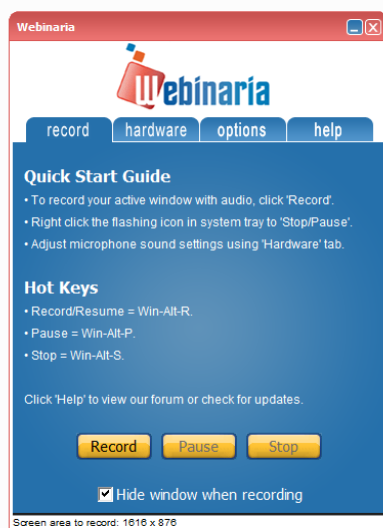 Webinaria
Webinaria
record hardware options help
Quick Start Guide
• To record your active window with audio, click 'Record'.
• Right click the flashing icon in system tray to 'Stop/Pause'.
• Adjust microphone sound settings using 'Hardware' tab.
Hot Keys
• Record/Resume = Win-Alt-R.
• Pause = Win-Alt-P.
• Stop = Win-Alt-S.
Click 'Help' to view our forum or check for updates.
Record Pause Stop
Hide window when recording
Screen area to record: 1616 x 876